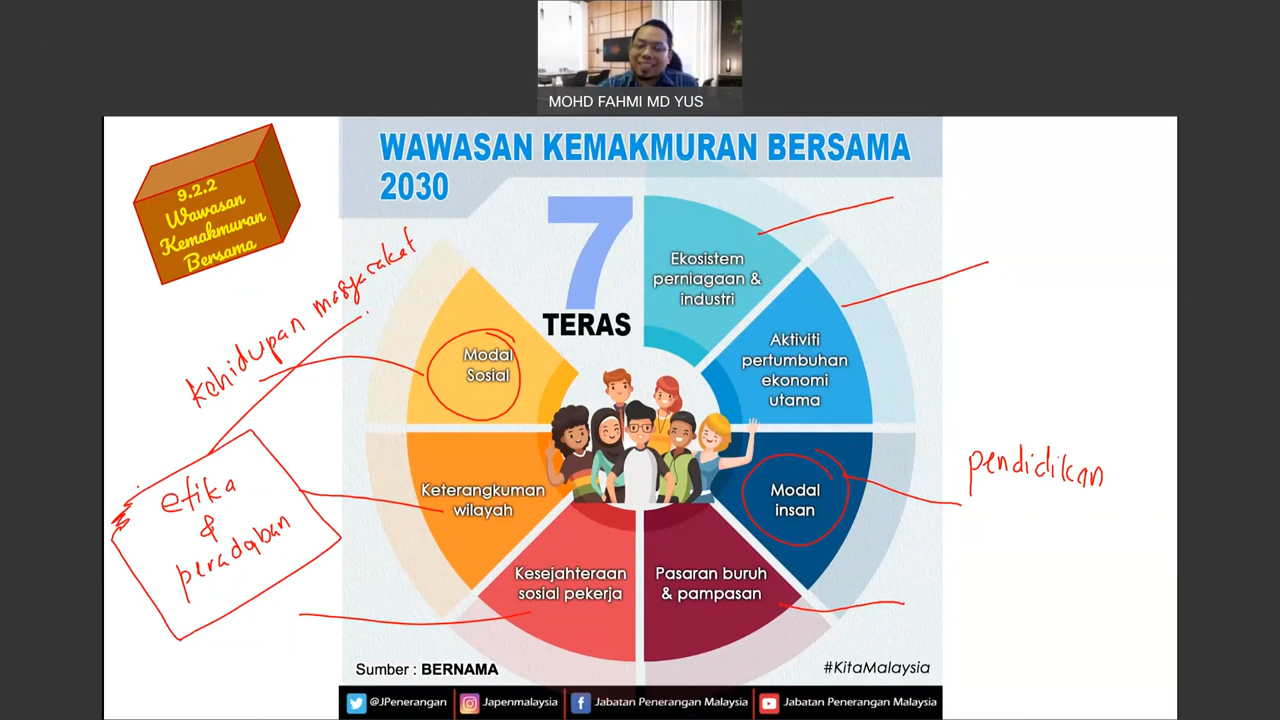 MOHD FAHMI MD YUS
9.2.2
Wawasan
Kemakmuran
Bersama
WAWASAN KEMAKMURAN BERSAMA
2030
7
TERAS
Ekosistem
perniagaan &
industri
Aktiviti
pertumbuhan
ekonomi
utama
Modal
insan
Pasaran buruh
& pampasan
Kesejahteraan
sosial pekerja
Keterangkuman
wilayah
Modal
Sosial
kehidupan masyarakat
etika
&
peradaban
pendidikan
Sumber : BERNAMA
#KitaMalaysia
@JPenerangan
Japenmalaysia
Jabatan Penerangan Malaysia
Jabatan Penerangan Malaysia